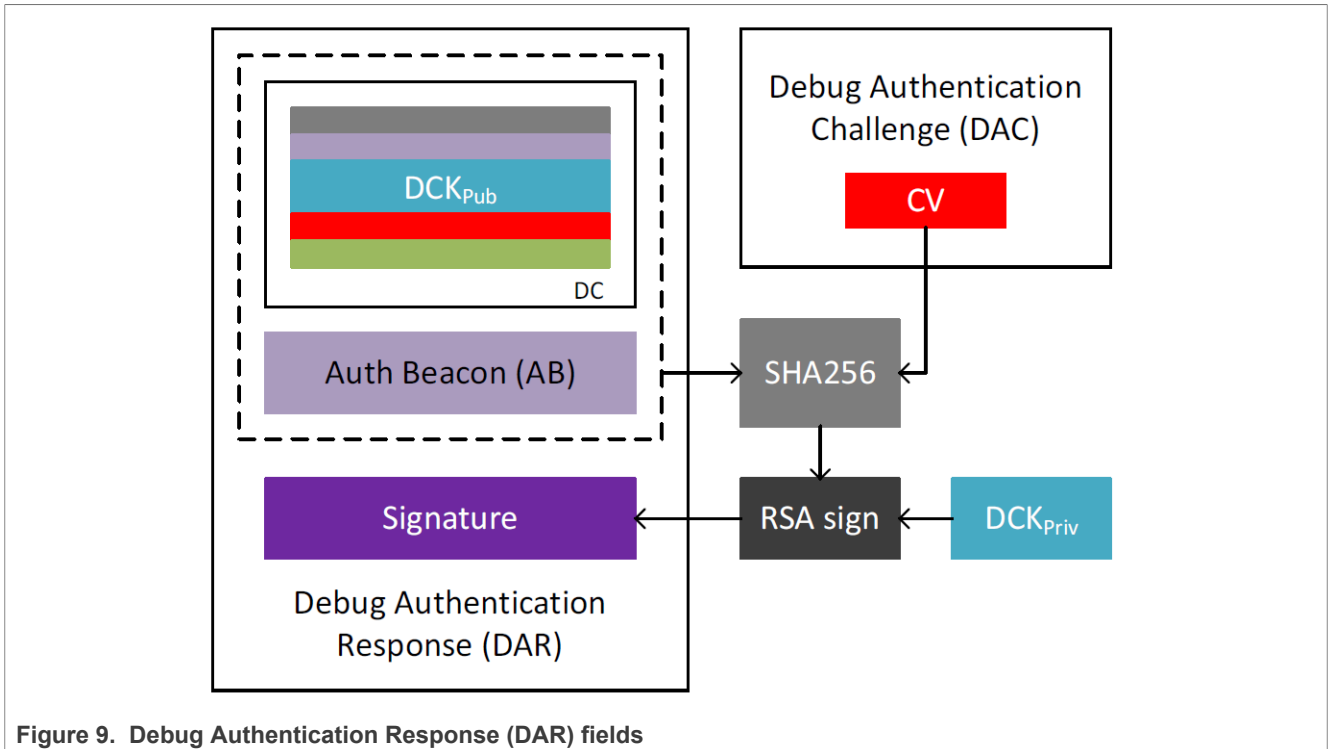 DCKPub
DC
Auth Beacon (AB)
Signature
Debug Authentication
Response (DAR)
Debug Authentication
Challenge (DAC)
CV
SHA256
RSA sign
DCKPriv
Figure 9. Debug Authentication Response (DAR) fields